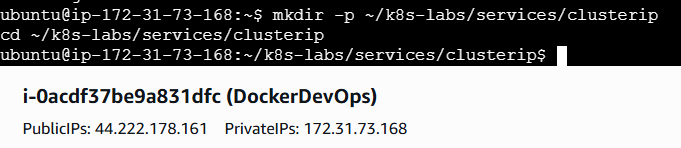 ubuntu@ip-172-31-73-168:~$ mkdir -p ~/k8s-labs/services/clusterip
cd ~/k8s-labs/services/clusterip
ubuntu@ip-172-31-73-168:~/k8s-labs/services/clusterip$
i-0acdf37be9a831dfc (DockerDevOps)
PublicIPs: 44.222.178.161 PrivateIPs: 172.31.73.168